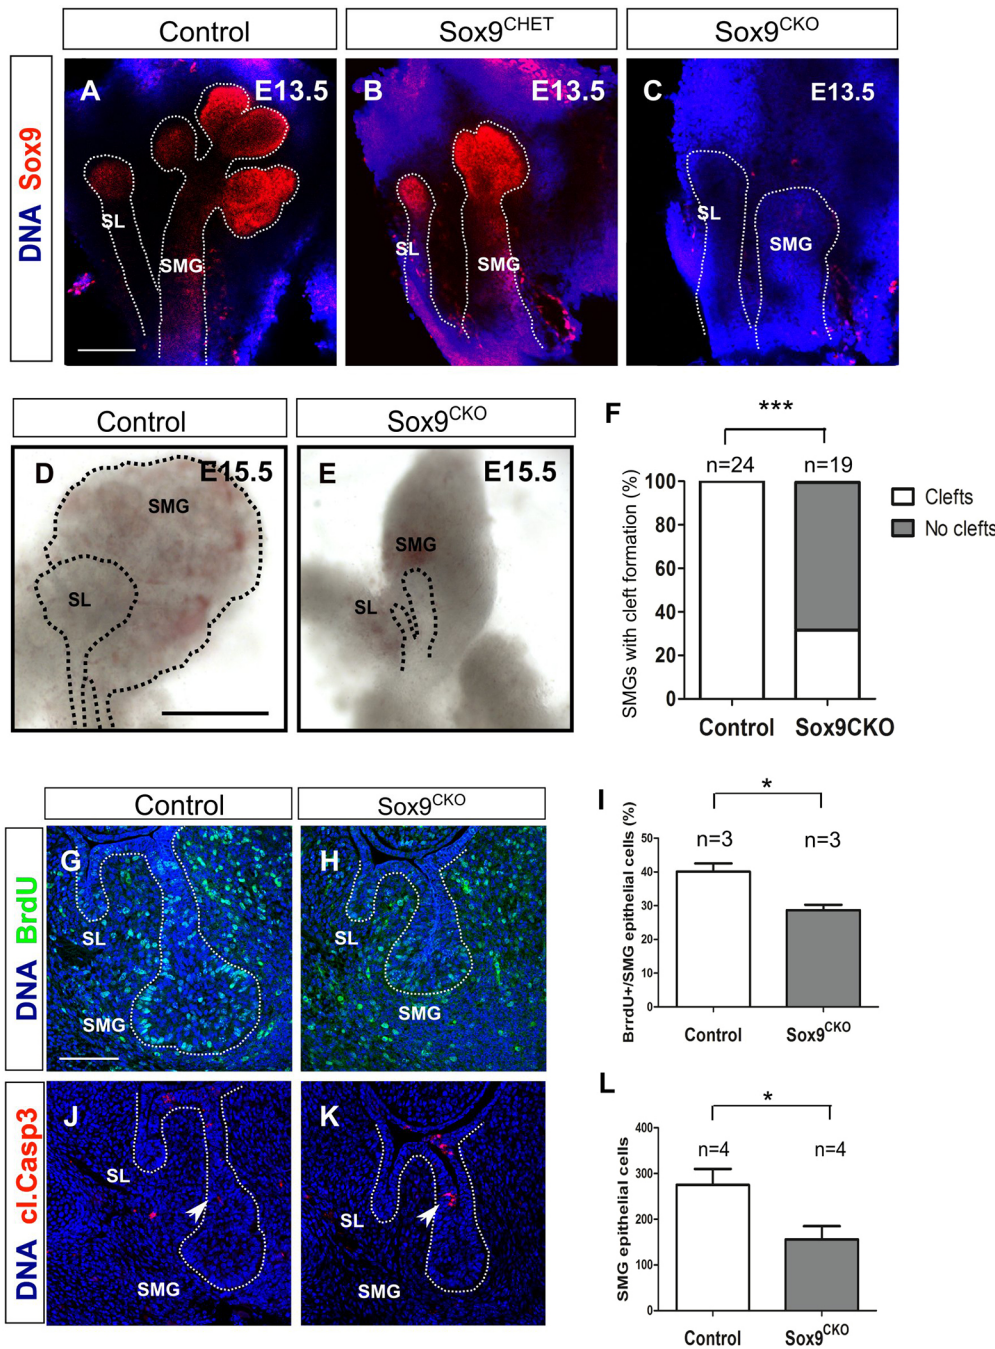 Control
Sox9CHET
Sox9CKO
DNA Sox9
A
E13.5
SL
SMG
B
E13.5
SL
SMG
C
E13.5
SL
SMG
Control
Sox9CKO
D
E15.5
SMG
SL
E
E15.5
SMG
SL
F
***
n=24
n=19
SMGs with cleft formation (%)
100
80
60
40
20
0
Control
Sox9CKO
Clefts
No clefts
Control
Sox9CKO
DNA BrdU
G
SL
SMG
H
SL
SMG
I
*
n=3
n=3
BrrdU+/SMG epithelial cells (%)
50
40
30
20
10
0
Control
Sox9CKO
DNA cl.Casp3
J
SL
SMG
K
SL
SMG
L
*
n=4
n=4
SMG epithelial cells
400
300
200
100
0
Control
Sox9CKO